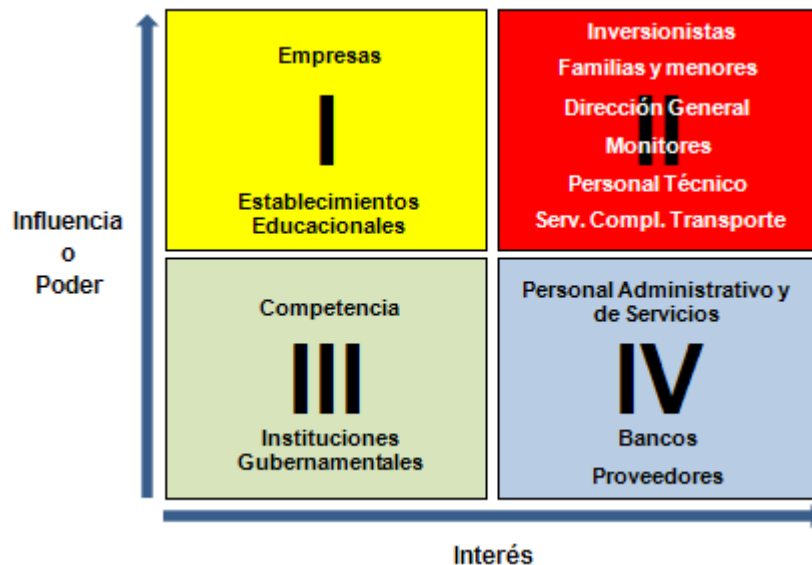 Influencia
o
Poder
Empresas
I
Establecimientos
Educacionales
Inversionistas
Familias y menores
Dirección General
II
Monitores
Personal Técnico
Serv. Compl. Transporte
Competencia
III
Instituciones
Gubernamentales
Personal Administrativo y
de Servicios
IV
Bancos
Proveedores
Interés